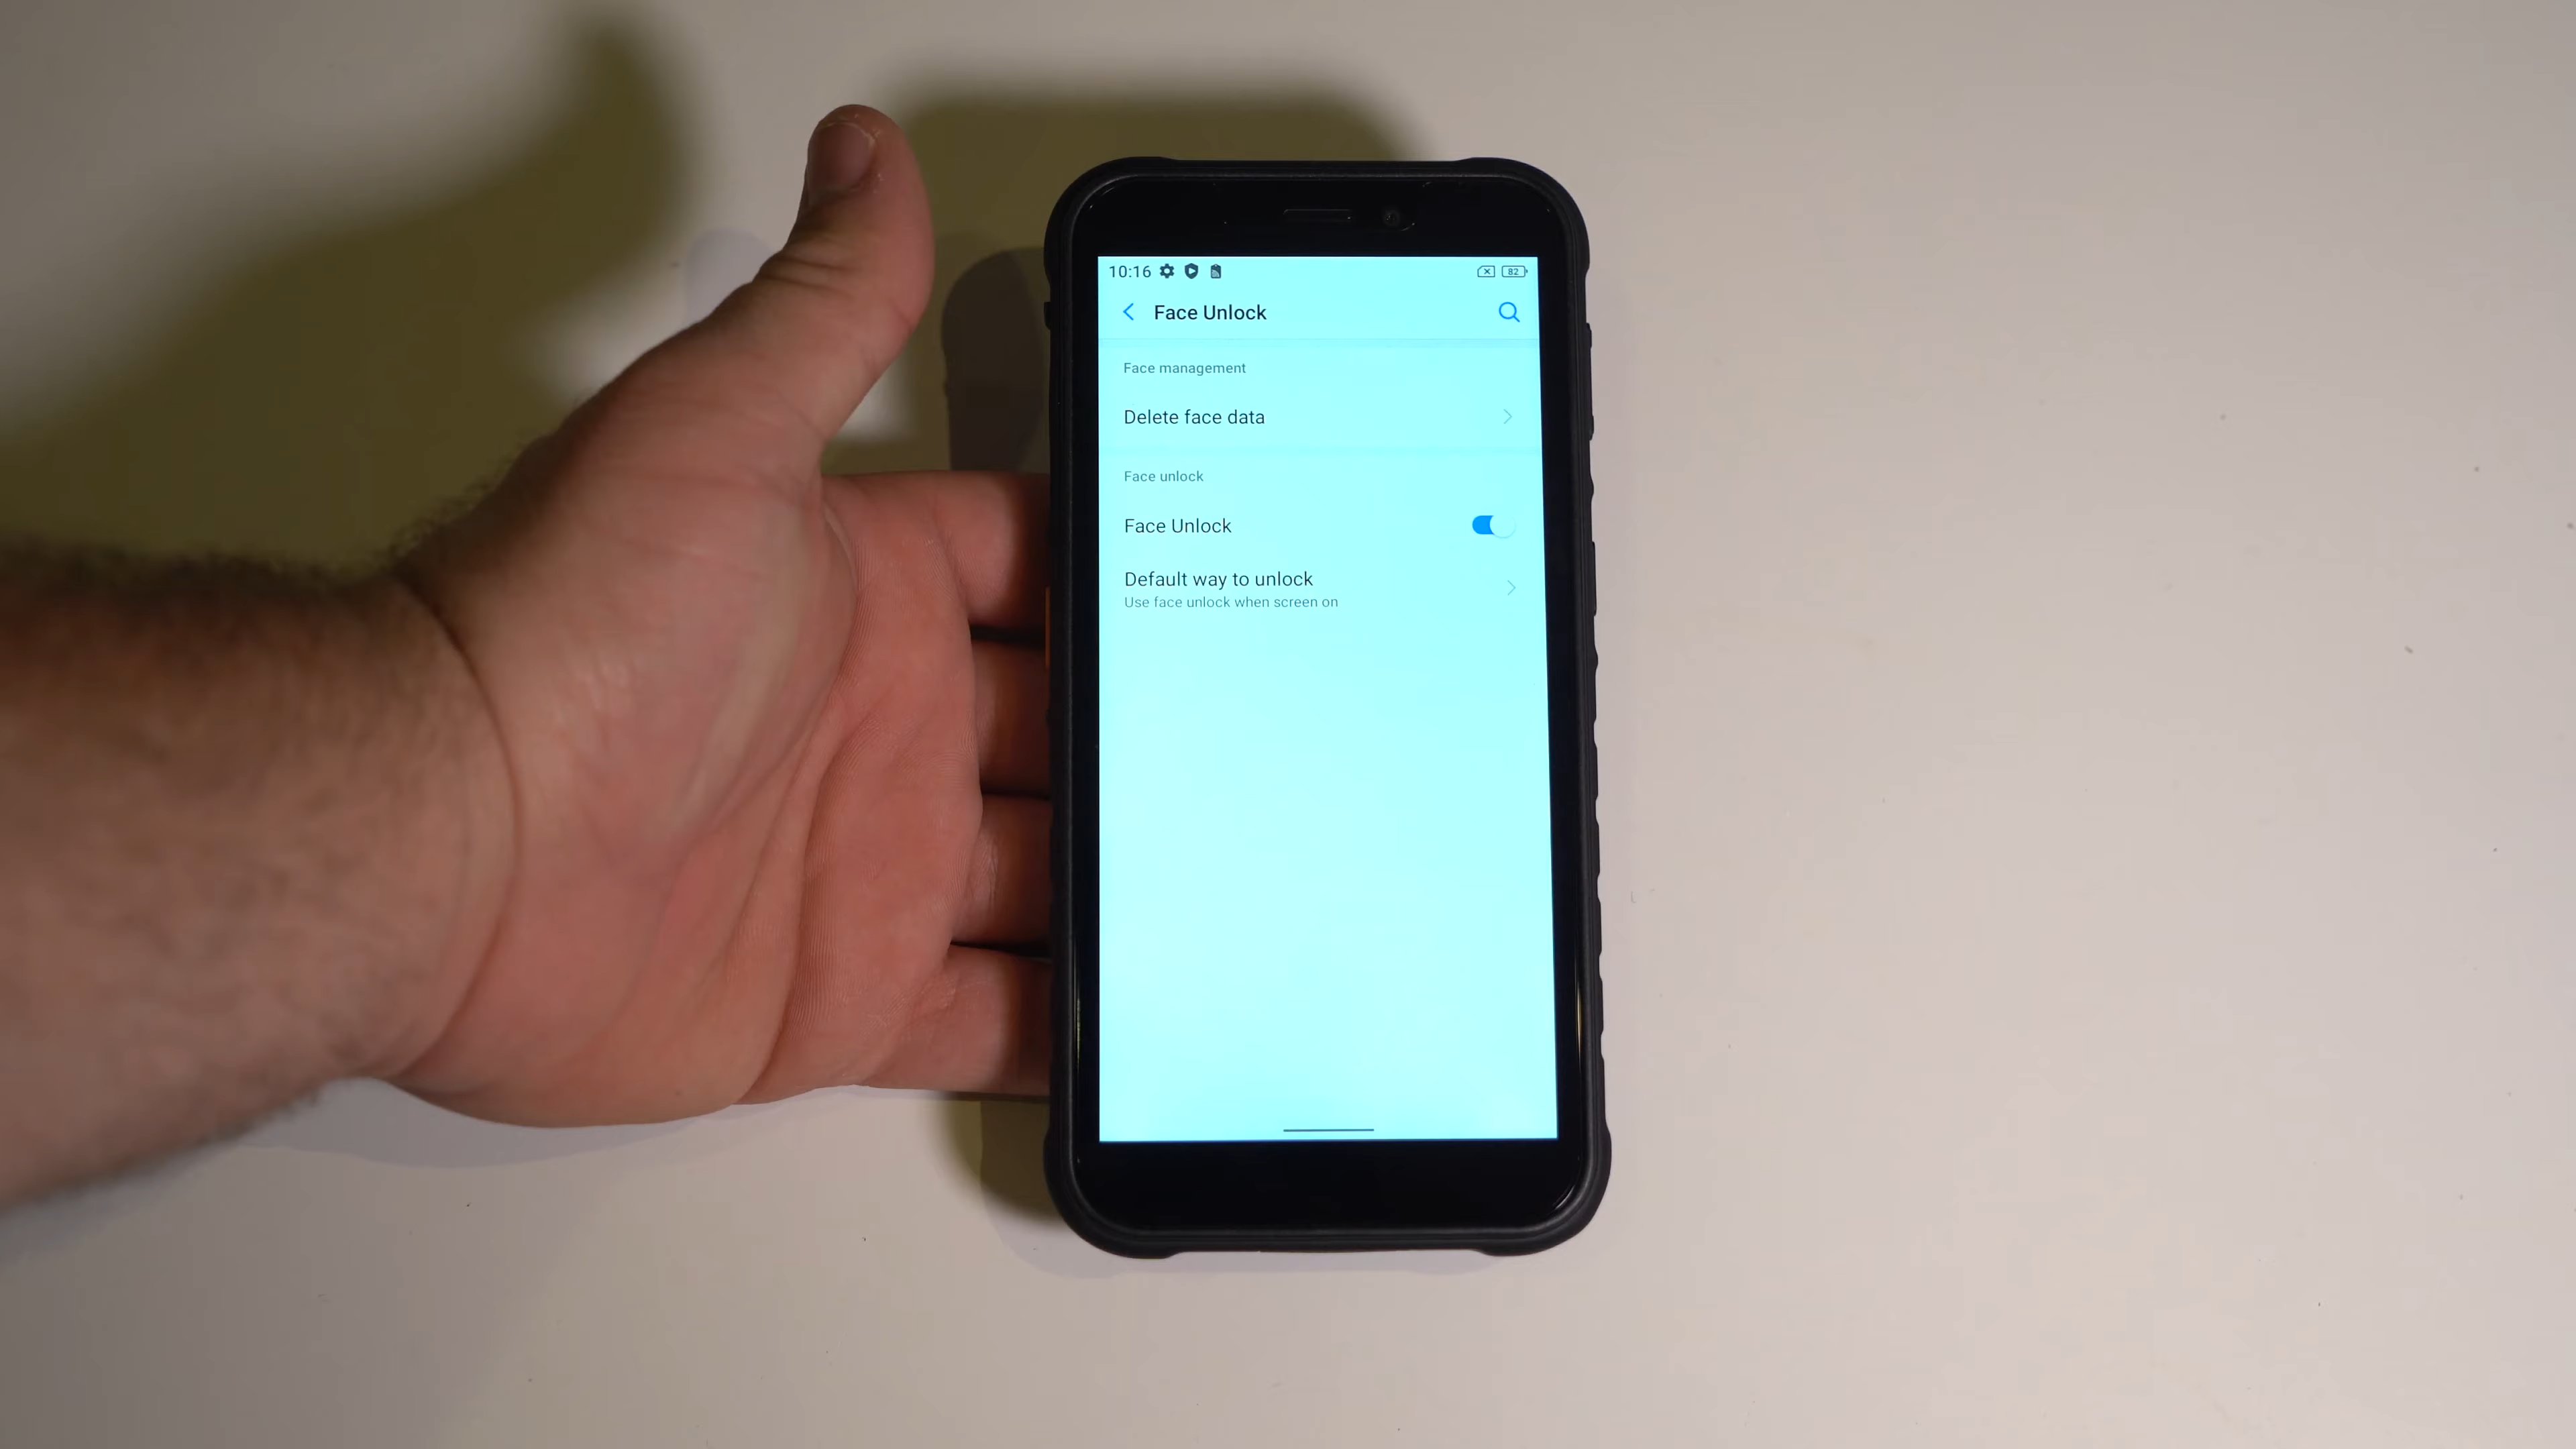 10:16
82
Face Unlock
Face management
Delete face data
Face unlock
Face Unlock
Default way to unlock
Use face unlock when screen on